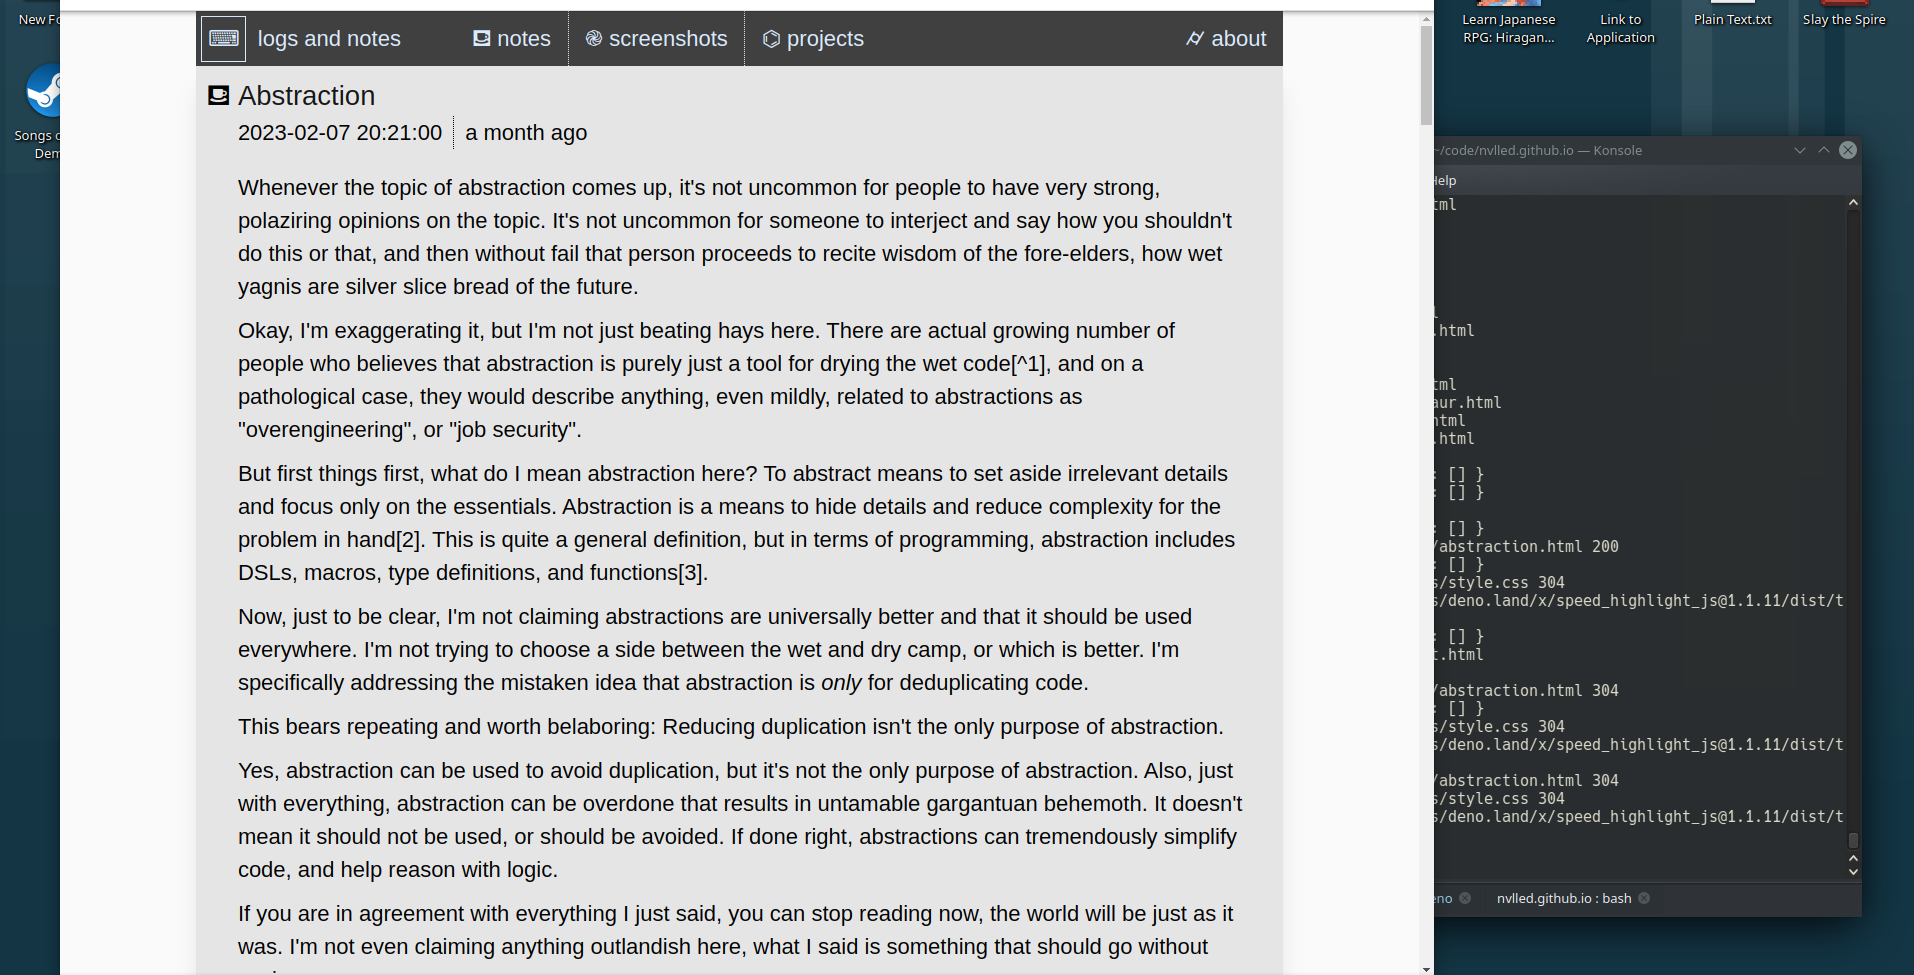 New Fo
Songs o
Dem
logs and notes
notes
screenshots
projects
about
Abstraction
2023-02-07 20:21:00
a month ago
Whenever the topic of abstraction comes up, it's not uncommon for people to have very strong,
polaziring opinions on the topic. It's not uncommon for someone to interject and say how you shouldn't
do this or that, and then without fail that person proceeds to recite wisdom of the fore-elders, how wet
yagnis are silver slice bread of the future.
Okay, I'm exaggerating it, but I'm not just beating hays here. There are actual growing number of
people who believes that abstraction is purely just a tool for drying the wet code[^1], and on a
pathological case, they would describe anything, even mildly, related to abstractions as
"overengineering", or "job security".
But first things first, what do I mean abstraction here? To abstract means to set aside irrelevant details
and focus only on the essentials. Abstraction is a means to hide details and reduce complexity for the
problem in hand[2]. This is quite a general definition, but in terms of programming, abstraction includes
DSLs, macros, type definitions, and functions[3].
Now, just to be clear, I'm not claiming abstractions are universally better and that it should be used
everywhere. I'm not trying to choose a side between the wet and dry camp, or which is better. I'm
specifically addressing the mistaken idea that abstraction is only for deduplicating code.
This bears repeating and worth belaboring: Reducing duplication isn't the only purpose of abstraction.
Yes, abstraction can be used to avoid duplication, but it's not the only purpose of abstraction. Also, just
with everything, abstraction can be overdone that results in untamable gargantuan behemoth. It doesn't
mean it should not be used, or should be avoided. If done right, abstractions can tremendously simplify
code, and help reason with logic.
If you are in agreement with everything I just said, you can stop reading now, the world will be just as it
was. I'm not even claiming anything outlandish here, what I said is something that should go without
Learn Japanese
RPG: Hiragan...
Link to
Application
Plain Text.txt
Slay the Spire
~/code/nvlled.github.io — Konsole
Help
tml
l
.html
tml
aur.html
html
.html
: [] }
: [] }
: [] }
/abstraction.html 200
: [] }
s/style.css 304
s/deno.land/x/speed_highlight_js@1.1.11/dist/t
: [] }
t.html
/abstraction.html 304
: [] }
s/style.css 304
s/deno.land/x/speed_highlight_js@1.1.11/dist/t
/abstraction.html 304
s/style.css 304
s/deno.land/x/speed_highlight_js@1.1.11/dist/t
eno
nvlled.github.io : bash